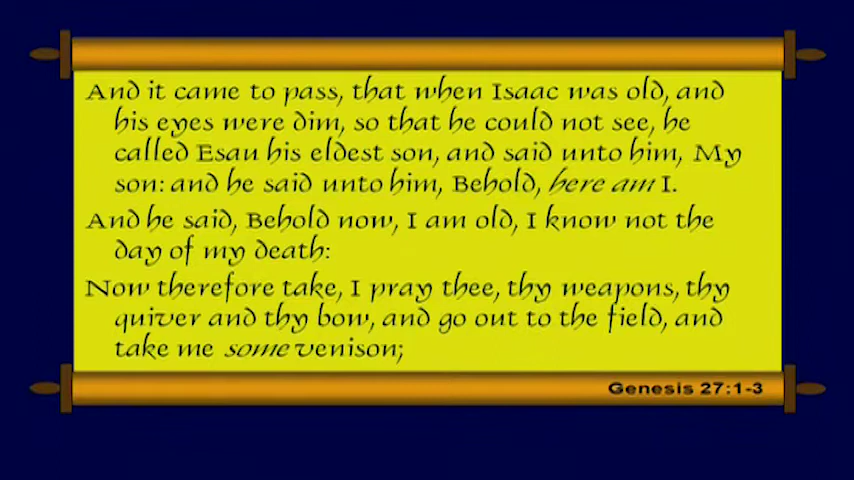 And it came to pass, that when Isaac was old, and
his eyes were dim, so that he could not see, he
called Esau his eldest son, and said unto him, My
son: and he said unto him, Behold, here am I.
And he said, Behold now, I am old, I know not the
day of my death:
Now therefore take, I pray thee, thy weapons, thy
quiver and thy bow, and go out to the field, and
take me some venison;
Genesis 27:1-3